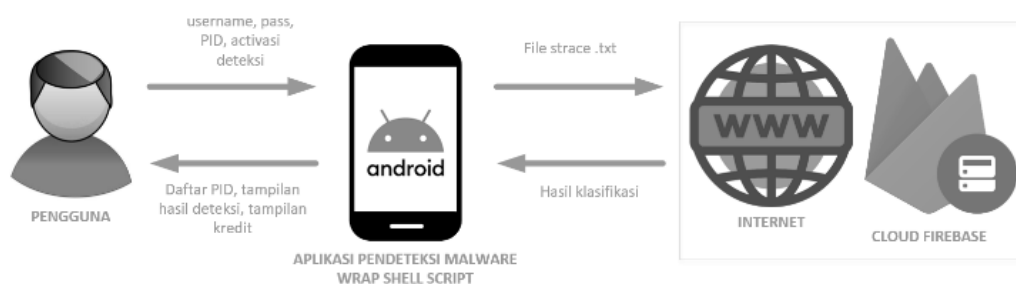 username, pass,
PID, activasi
deteksi
File strace .txt
WWW
android
Daftar PID, tampilan
hasil deteksi, tampilan
kredit
Hasil klasifikasi
PENGGUNA
INTERNET
CLOUD FIREBASE
APLIKASI PENDETEKSI MALWARE
WRAP SHELL SCRIPT